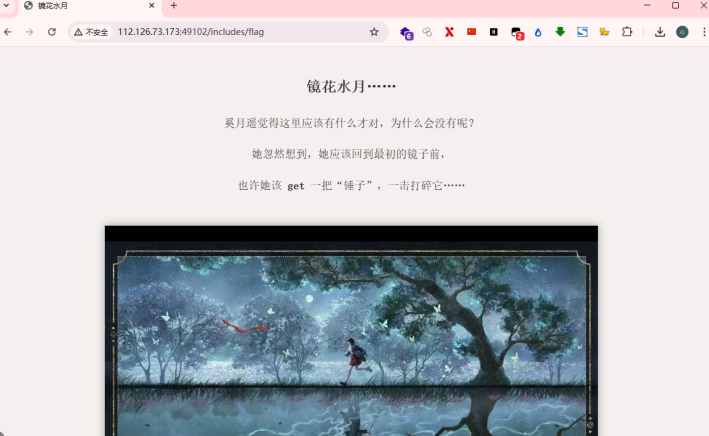 镜花水月
不安全
112.126.73.173:49102/includes/flag
6
2
镜花水月……
奚月遥觉得这里应该有什么才对，为什么会没有呢？
她忽然想到，她应该回到最初的镜子前，
也许她该 get 一把“锤子”，一击打碎它……